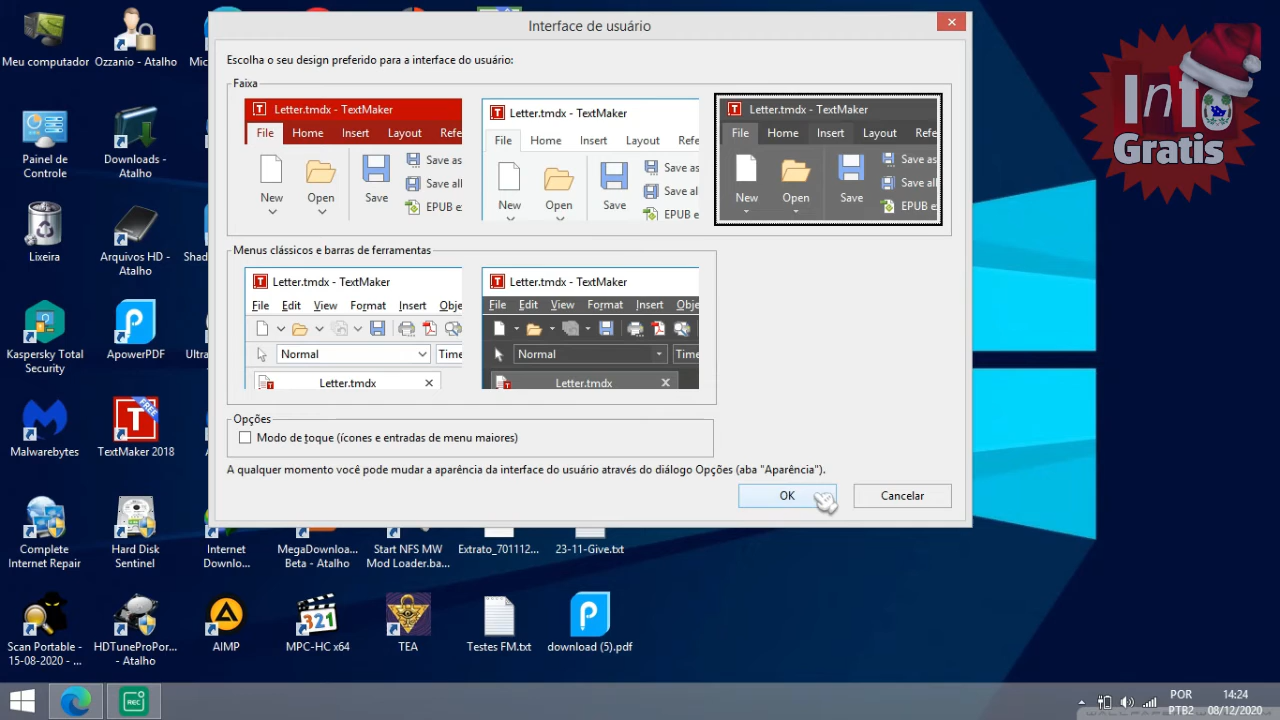 Interface de usuário
Escolha o seu design preferido para a interface do usuário:
Faixa
Letter.tmdx - TextMaker
File Home Insert Layout Refe
New Open Save
Save as
Save all
EPUB e
Letter.tmdx - TextMaker
File Home Insert Layout Refe
New Open Save
Save as
Save al
EPUB e
Letter.tmdx - TextMaker
File Home Insert Layout Refe
New Open Save
Save as
Save all
EPUB e
Menus clássicos e barras de ferramentas
Letter.tmdx - TextMaker
File Edit View Format Insert Obje
Normal Time
Letter.tmdx
Letter.tmdx - TextMaker
File Edit View Format Insert Obje
Normal Time
Letter.tmdx
Opções
Modo de toque (ícones e entradas de menu maiores)
A qualquer momento você pode mudar a aparência da interface do usuário através do diálogo Opções (aba "Aparência").
OK Cancelar
Info
Gratis
Meu computador
Ozzanio - Atalho
Mic
Painel de
Controle
Downloads -
Atalho
Lixeira
Arquivos HD -
Atalho
Shad
Kaspersky Total
Security
ApowerPDF
Ultra
Malwarebytes
FREE
TextMaker 2018
A
Complete
Internet Repair
Hard Disk
Sentinel
Internet
Downlo...
MegaDownloa...
Beta - Atalho
Start NFS MW
Mod Loader.ba...
Extrato_701112...
23-11-Give.txt
Scan Portable -
15-08-2020 - ...
HDTuneProPor...
- Atalho
AIMP
321
MPC-HC x64
TEA
Testes FM.txt
download (5).pdf
REC
POR
PTB2
14:24
08/12/2020